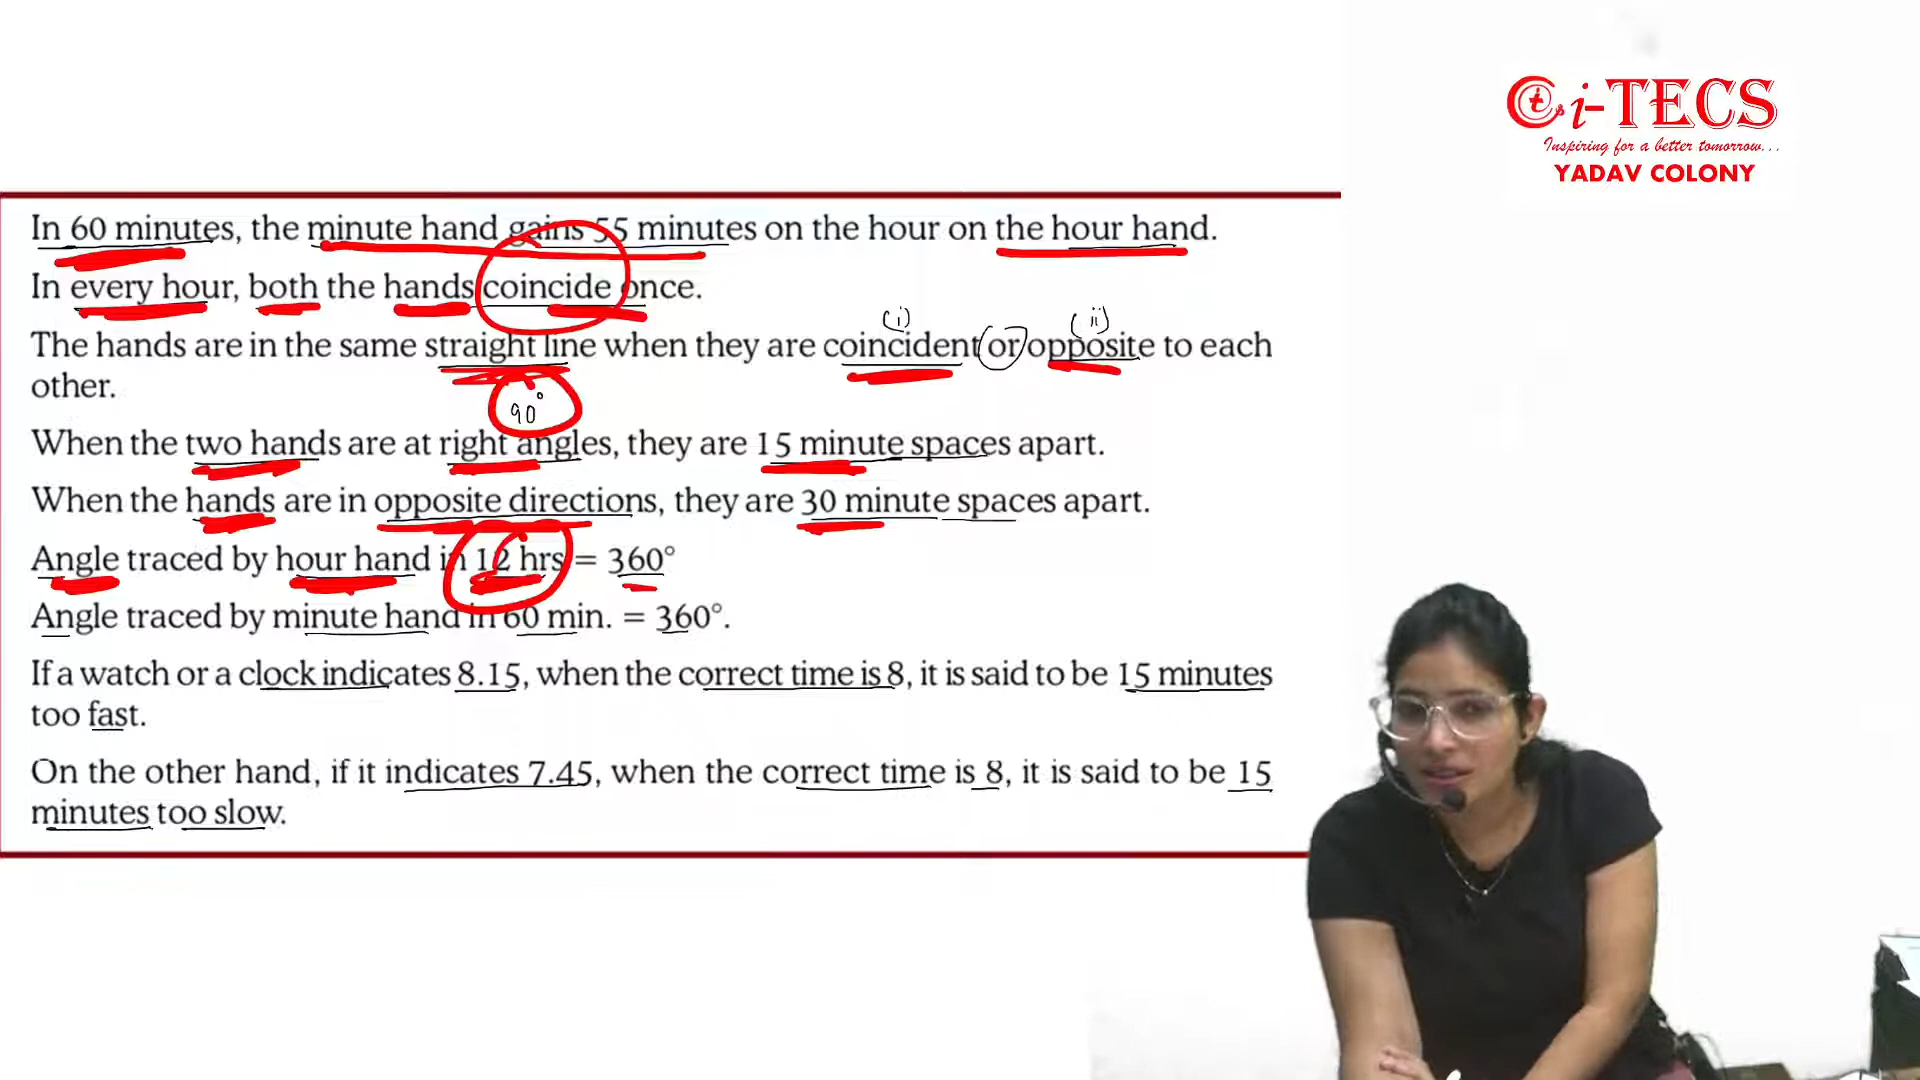 i-TECS
Inspiring for a better tomorrow...
YADAV COLONY
In 60 minutes, the minute hand gains 55 minutes on the hour on the hour hand.
In every hour, both the hands coincide once.
(i) (ii)
The hands are in the same straight line when they are coincident or opposite to each
other.
90°
When the two hands are at right angles, they are 15 minute spaces apart.
When the hands are in opposite directions, they are 30 minute spaces apart.
Angle traced by hour hand in 12 hrs = 360°
Angle traced by minute hand in 60 min. = 360°.
If a watch or a clock indicates 8.15, when the correct time is 8, it is said to be 15 minutes
too fast.
On the other hand, if it indicates 7.45, when the correct time is 8, it is said to be 15
minutes too slow.